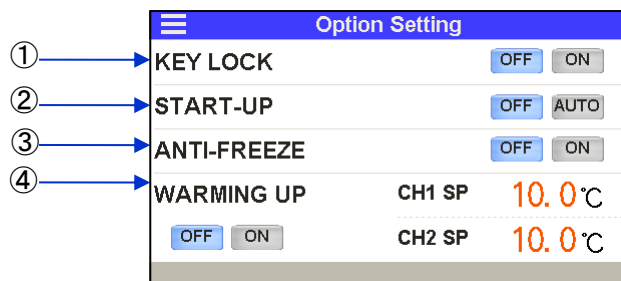 Option Setting
① KEY LOCK OFF ON
② START-UP OFF AUTO
③ ANTI-FREEZE OFF ON
④ WARMING UP CH1 SP 10.0℃
OFF ON CH2 SP 10.0℃